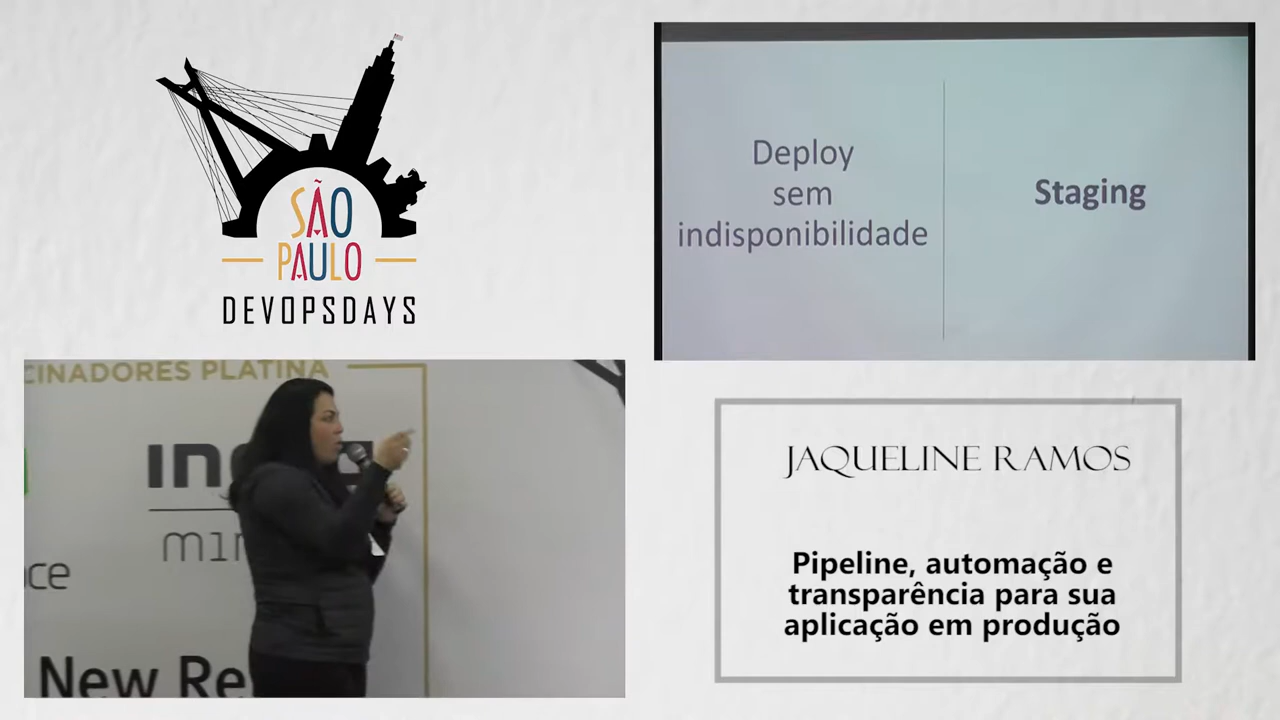 SÃO
PAULO
DEVOPSDAYS
Deploy
sem
indisponibilidade
Staging
CINADORES PLATINA
New Re
JAQUELINE RAMOS
Pipeline, automação e
transparência para sua
aplicação em produção